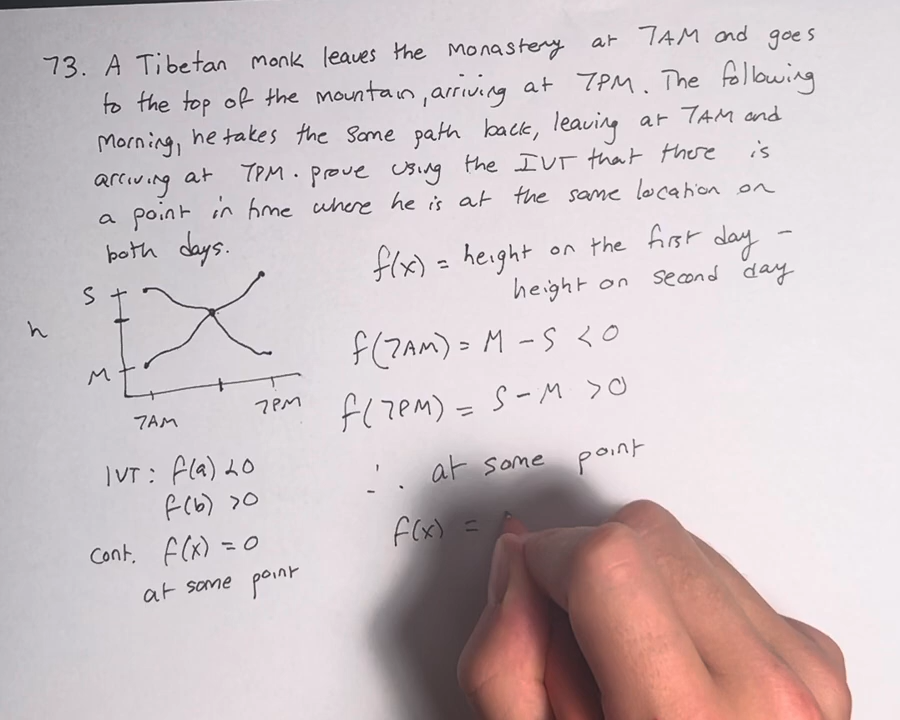 73. A Tibetan monk leaves the monastery at 7AM and goes
to the top of the mountain, arriving at 7PM. The following
morning, he takes the same path back, leaving at 7AM and
arriving at 7PM. prove using the IVT that there is
a point in time where he is at the same location on
both days.
f(x) = height on the first day -
height on second day
S
h
M
7AM
7PM
f(7AM) = M - S < 0
f(7PM) = S - M > 0
IVT: f(a) < 0
f(b) > 0
cont. f(x) = 0
at some point
∴ at some point
f(x) =